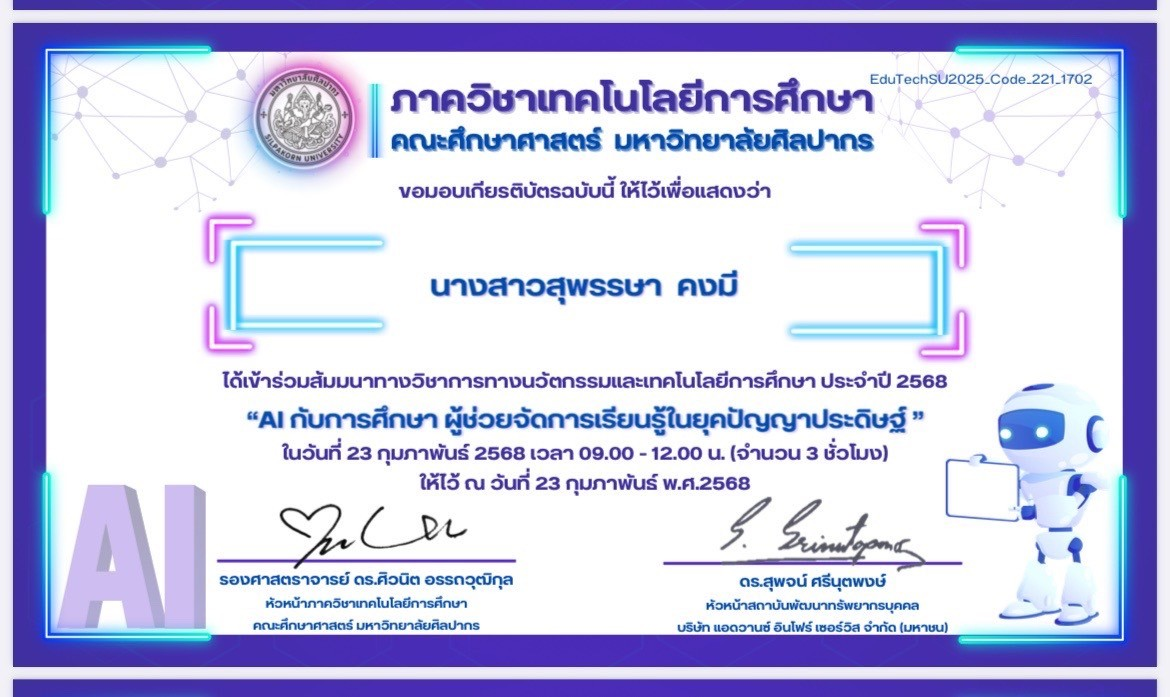 EduTechSU2025_Code_221_1702
มหาวิทยาลัยศิลปากร
SILPAKORN UNIVERSITY
ภาควิชาเทคโนโลยีการศึกษา
คณะศึกษาศาสตร์ มหาวิทยาลัยศิลปากร
ขอมอบเกียรติบัตรฉบับนี้ ให้ไว้เพื่อแสดงว่า
นางสาวสุพรรษา คงมี
ได้เข้าร่วมสัมมนาทางวิชาการทางนวัตกรรมและเทคโนโลยีการศึกษา ประจำปี 2568
“AI กับการศึกษา ผู้ช่วยจัดการเรียนรู้ในยุคปัญญาประดิษฐ์ ”
ในวันที่ 23 กุมภาพันธ์ 2568 เวลา 09.00 - 12.00 น. (จำนวน 3 ชั่วโมง)
ให้ไว้ ณ วันที่ 23 กุมภาพันธ์ พ.ศ.2568
AI
รองศาสตราจารย์ ดร.ศิวนิต อรรถวุฒิกุล
หัวหน้าภาควิชาเทคโนโลยีการศึกษา
คณะศึกษาศาสตร์ มหาวิทยาลัยศิลปากร
ดร.สุพจน์ ศรีนุตพงษ์
หัวหน้าสถาบันพัฒนาทรัพยากรบุคคล
บริษัท แอดวานซ์ อินโฟร์ เซอร์วิส จำกัด (มหาชน)